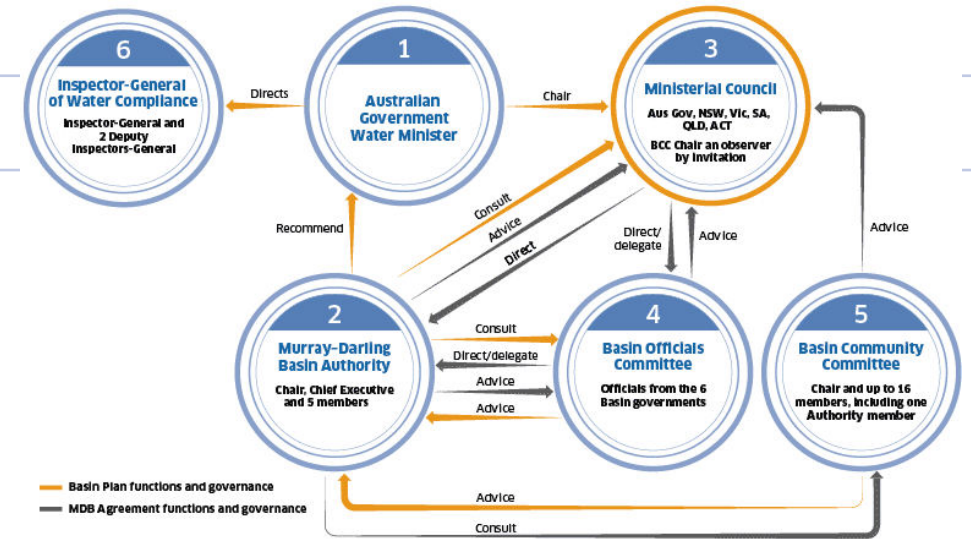 6
Inspector-General
of Water Compliance
Inspector-General and
2 Deputy
Inspectors-General
Directs
1
Australian
Government
Water Minister
Chair
3
Ministerial Council
Aus Gov, NSW, Vic, SA,
QLD, ACT
BCC Chair an observer
by invitation
Recommend
Consult
Advice
Direct
Direct/
delegate
Advice
Advice
2
Murray-Darling
Basin Authority
Chair, Chief Executive
and 5 members
Consult
Direct/delegate
Advice
Advice
4
Basin Officials
Committee
Officials from the 6
Basin governments
5
Basin Community
Committee
Chair and up to 16
members, including one
Authority member
Basin Plan functions and governance
MDB Agreement functions and governance
Advice
Consult